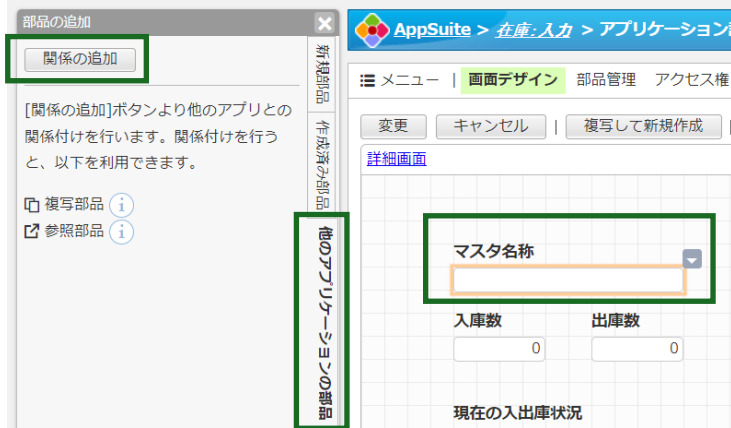 部品の追加
関係の追加
[関係の追加]ボタンより他のアプリとの
関係付けを行います。関係付けを行う
と、以下を利用できます。
複写部品
参照部品
新規部品
作成済み部品
他のアプリケーションの部品
AppSuite > 在庫:入力 > アプリケーション
メニュー | 画面デザイン 部品管理 アクセス権
変更 キャンセル | 複写して新規作成
詳細画面
マスタ名称
入庫数 出庫数
0 0
現在の入出庫状況